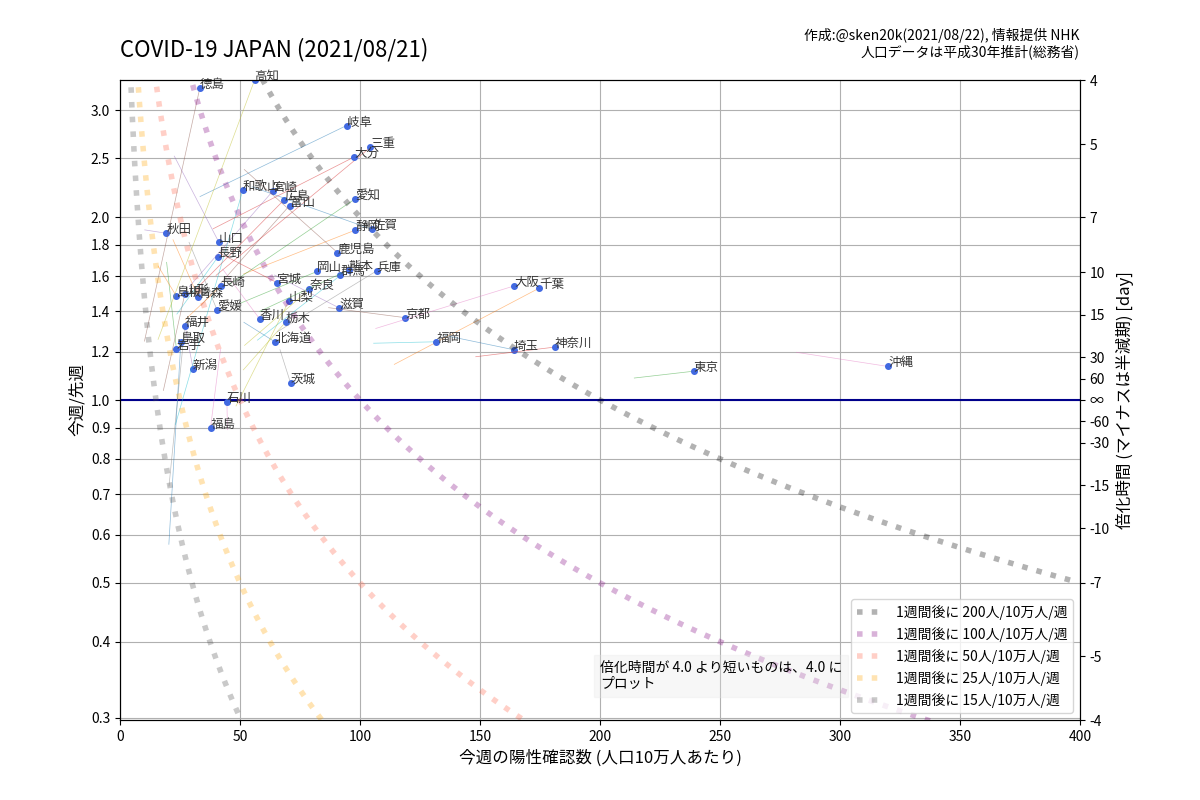 COVID-19 JAPAN (2021/08/21)
作成:@sken20k(2021/08/22), 情報提供 NHK
人口データは平成30年推計(総務省)
高知
徳島
岐阜
三重
大分
和歌山
宮崎
広島
富山
愛知
静岡
佐賀
秋田
山口
長野
鹿児島
岡山
群馬
熊本
兵庫
長崎
宮城
奈良
大阪
千葉
島根
山形
青森
山梨
滋賀
愛媛
香川
栃木
京都
福井
鳥取
岩手
北海道
福岡
埼玉
神奈川
新潟
茨城
東京
沖縄
石川
福島
3.0
2.5
2.0
1.8
1.6
1.4
1.2
1.0
0.9
0.8
0.7
0.6
0.5
0.4
0.3
今週/先週
4
5
7
10
15
30
60
∞
-60
-30
-15
-10
-7
-5
-4
倍化時間 (マイナスは半減期) [day]
倍化時間が 4.0 より短いものは、4.0 に
プロット
1週間後に 200人/10万人/週
1週間後に 100人/10万人/週
1週間後に 50人/10万人/週
1週間後に 25人/10万人/週
1週間後に 15人/10万人/週
0 50 100 150 200 250 300 350 400
今週の陽性確認数 (人口10万人あたり)